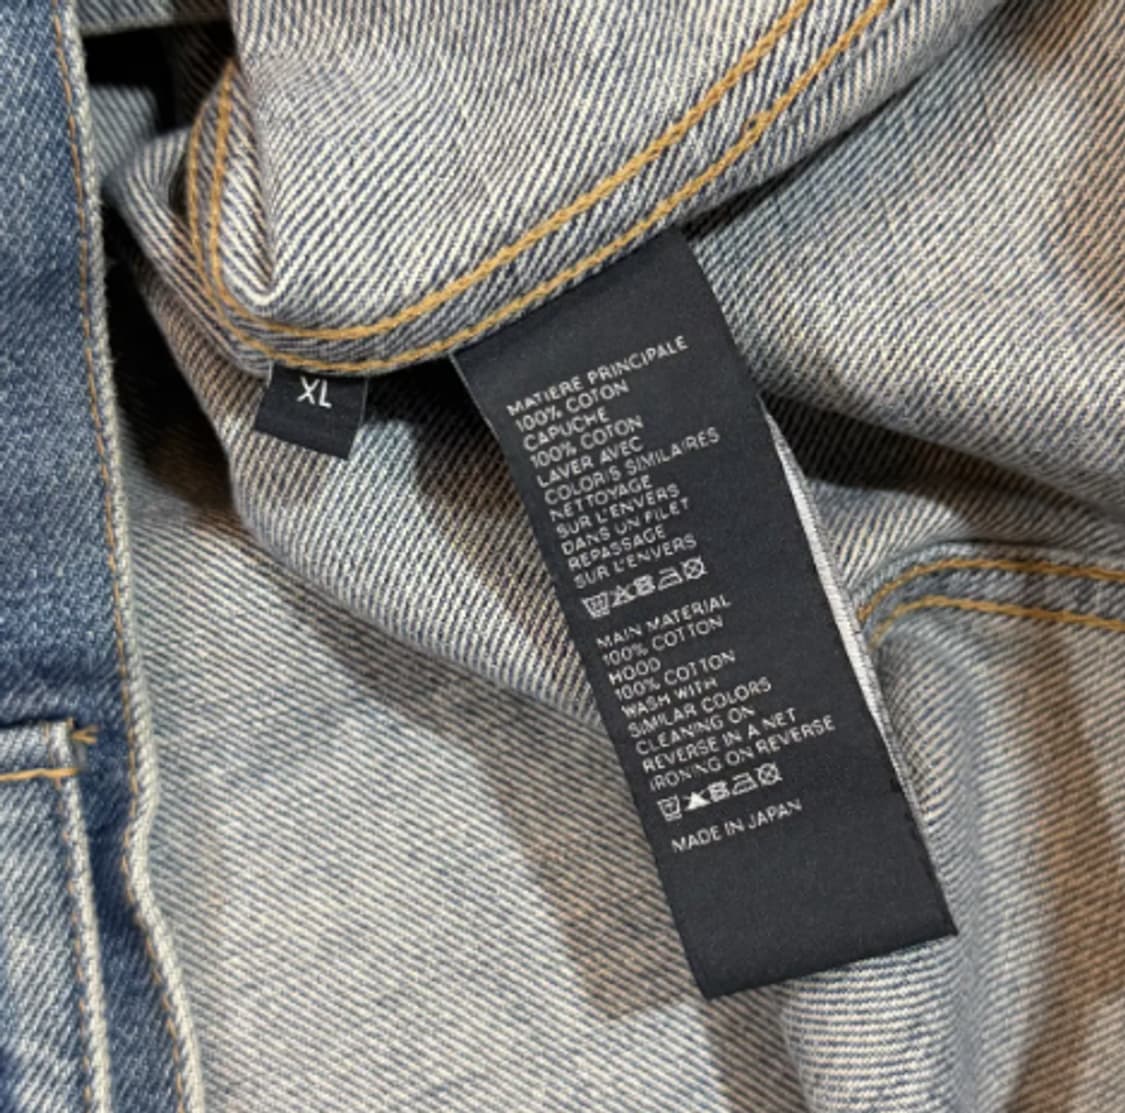 XL
MATIERE PRINCIPALE
100% COTON
CAPUCHE
100% COTON
LAVER AVEC
COLORIS SIMILAIRES
NETTOYAGE
SUR L'ENVERS
DANS UN FILET
REPASSAGE
SUR L'ENVERS
MAIN MATERIAL
100% COTTON
HOOD
100% COTTON
WASH WITH
SIMILAR COLORS
CLEANING ON
REVERSE IN A NET
IRONING ON REVERSE
MADE IN JAPAN